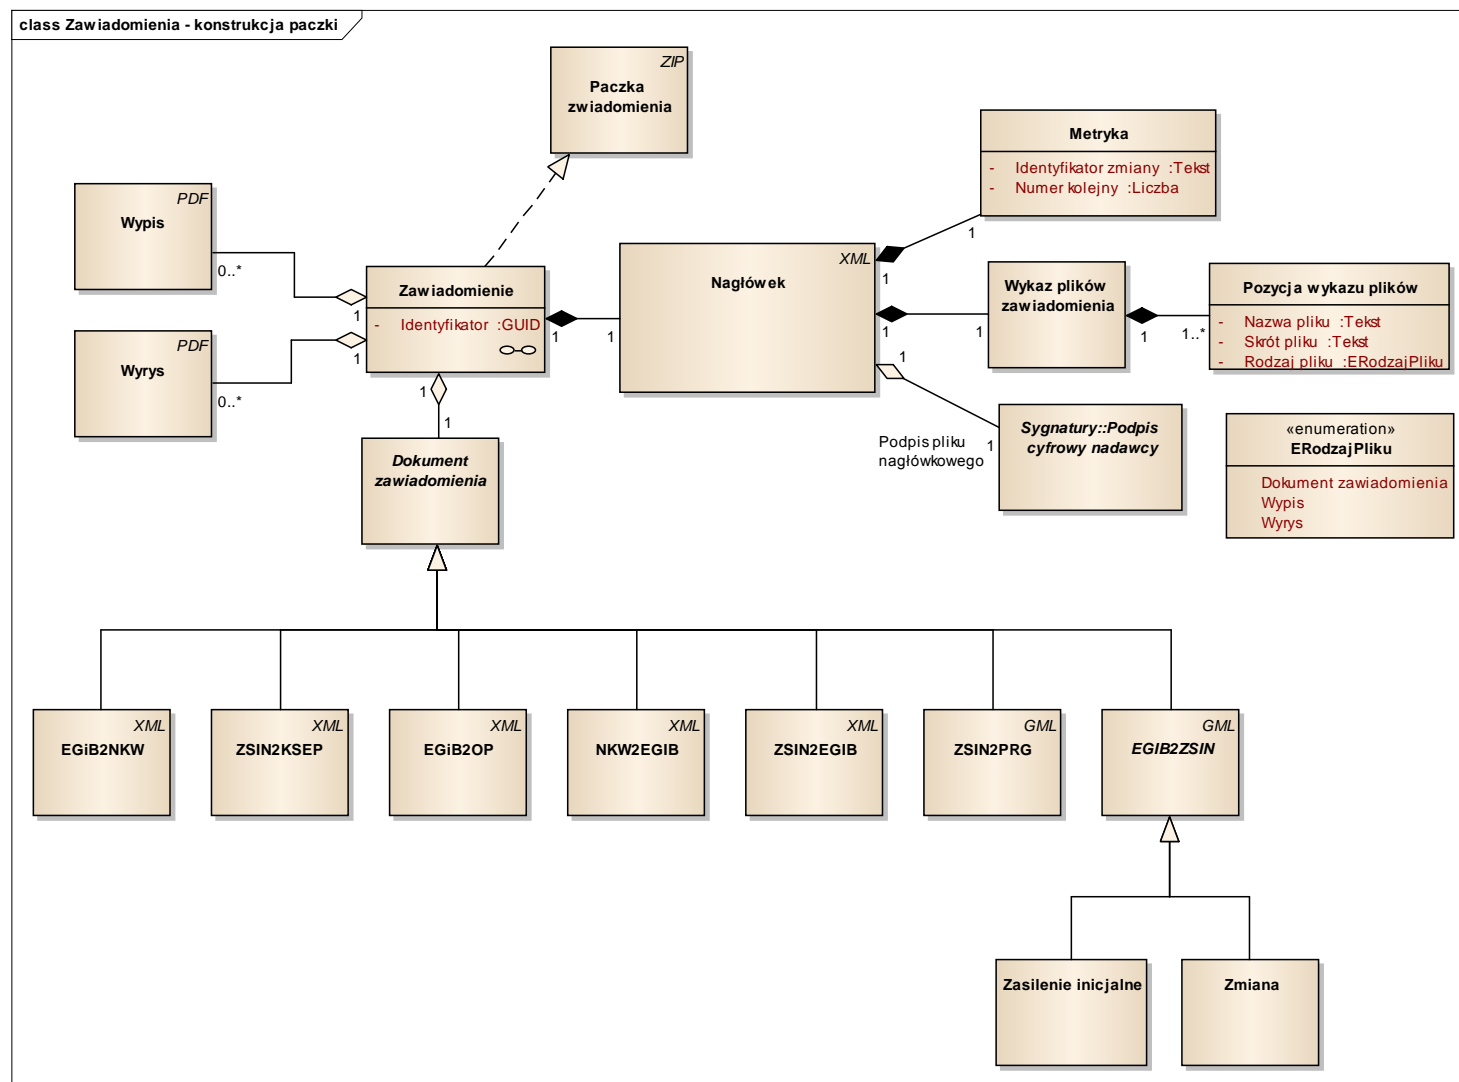 class Zawiadomienia - konstrukcja paczki
ZIP
Paczka
zwiadomienia
Metryka
- Identyfikator zmiany :Tekst
- Numer kolejny :Liczba
1
PDF
Wypis
0..*
1
Zawiadomienie
- Identyfikator :GUID
1
1
XML
Nagłówek
1
1
1
Wykaz plików
zawiadomienia
1
1..*
Pozycja wykazu plików
- Nazwa pliku :Tekst
- Skrót pliku :Tekst
- Rodzaj pliku :ERodzajPliku
PDF
Wyrys
0..*
1
1
1
1
Podpis pliku
nagłówkowego
1
Sygnatury::Podpis
cyfrowy nadawcy
«enumeration»
ERodzajPliku
Dokument zawiadomienia
Wypis
Wyrys
Dokument
zawiadomienia
XML
EGiB2NKW
XML
ZSIN2KSEP
XML
EGiB2OP
XML
NKW2EGIB
XML
ZSIN2EGIB
GML
ZSIN2PRG
GML
EGIB2ZSIN
Zasilenie inicjalne
Zmiana